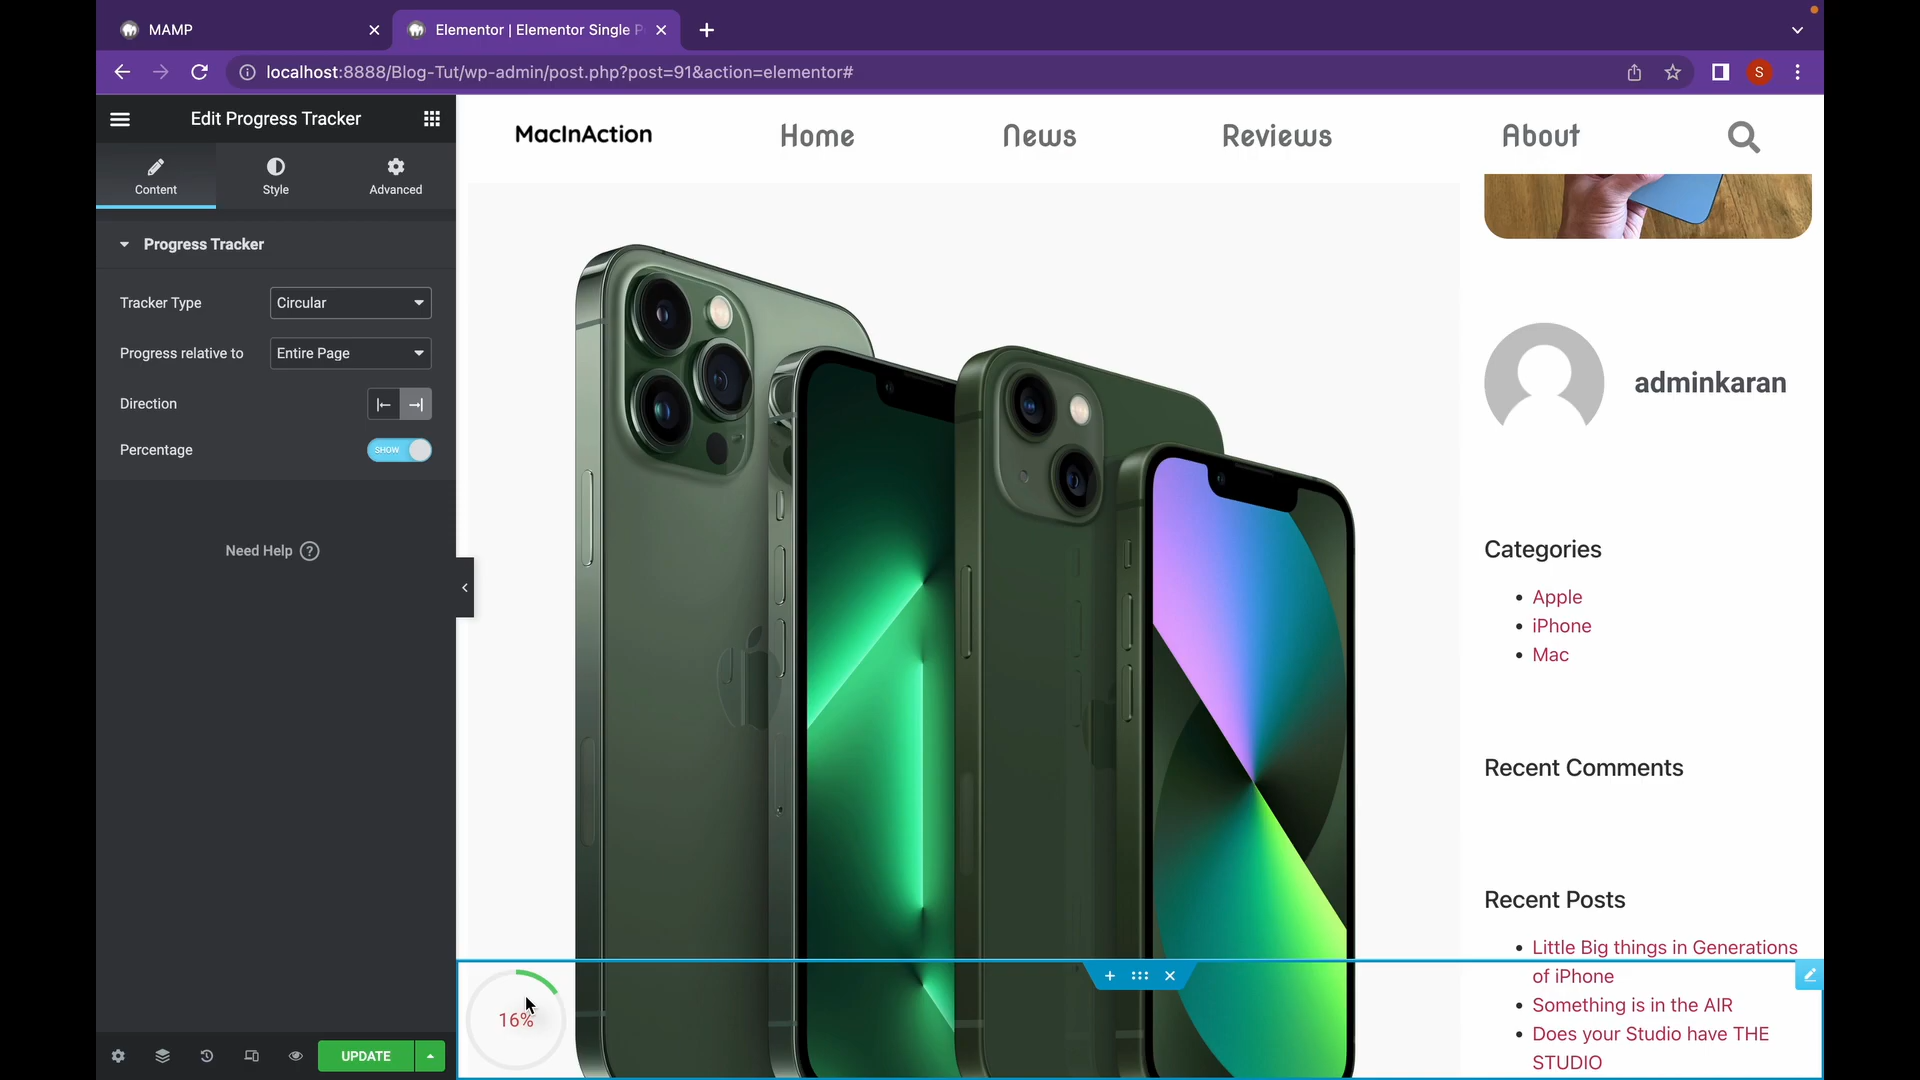 MAMP
Elementor | Elementor Single P
localhost:8888/Blog-Tut/wp-admin/post.php?post=91&action=elementor#
S
Edit Progress Tracker
Content
Style
Advanced
Progress Tracker
Tracker Type
Circular
Progress relative to
Entire Page
Direction
Percentage
SHOW
Need Help ?
UPDATE
MacInAction
Home
News
Reviews
About
adminkaran
Categories
Apple
iPhone
Mac
Recent Comments
Recent Posts
Little Big things in Generations
of iPhone
Something is in the AIR
Does your Studio have THE
STUDIO
16%